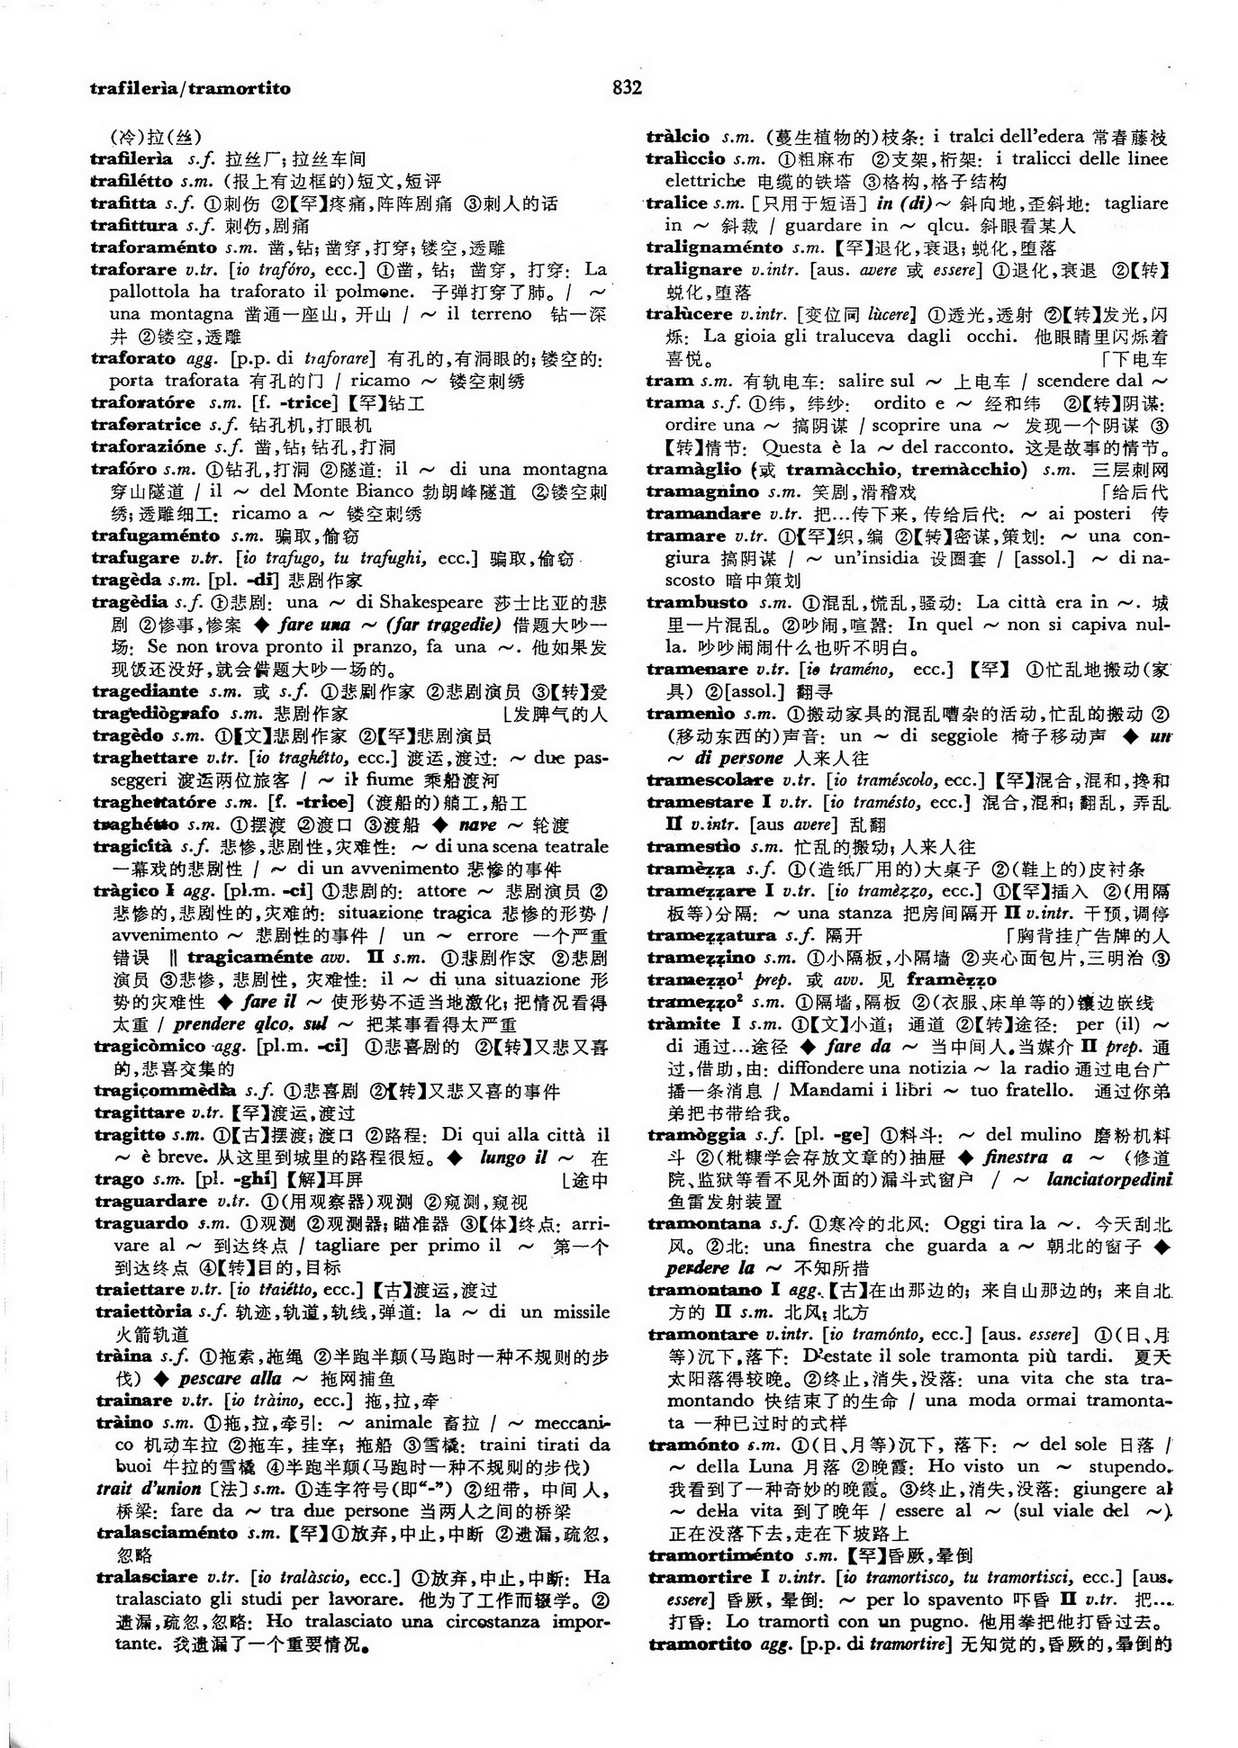 trafilerìa/tramortito
832
(冷)拉(丝)
trafilerìa s.f. 拉丝厂;拉丝车间
trafilétto s.m. (报上有边框的)短文,短评
trafitta s.f. ①刺伤 ②【罕】疼痛,阵阵剧痛 ③刺人的话
trafittura s.f. 刺伤,剧痛
traforaménto s.m. 凿,钻; 凿穿,打穿; 镂空,透雕
traforare v.tr. [io trafóro, ecc.] ①凿, 钻; 凿穿, 打穿: La
pallottola ha traforato il polmone. 子弹打穿了肺。/ ~
una montagna 凿通一座山, 开山 / ~ il terreno 钻一深
井 ②镂空,透雕
traforato agg. [p.p. di traforare] 有孔的,有洞眼的;镂空的:
porta traforata 有孔的门 / ricamo ~ 镂空刺绣
traforatóre s.m. [f. -trice]【罕】钻工
traforatrice s.f. 钻孔机,打眼机
traforazióne s.f. 凿,钻; 钻孔,打洞
trafóro s.m. ①钻孔,打洞 ②隧道: il ~ di una montagna
穿山隧道 / il ~ del Monte Bianco 勃朗峰隧道 ②镂空刺
绣;透雕细工: ricamo a ~ 镂空刺绣
trafugaménto s.m. 骗取,偷窃
trafugare v.tr. [io trafugo, tu trafughi, ecc.] 骗取,偷窃
tragèda s.m. [pl. -di] 悲剧作家
tragèdia s.f. ①悲剧: una ~ di Shakespeare 莎士比亚的悲
剧 ②惨事,惨案 ◆ fare una ~ (far tragedie) 借题大吵一
场: Se non trova pronto il pranzo, fa una ~. 他如果发
现饭还没好,就会借题大吵一场的。
tragediante s.m. 或 s.f. ①悲剧作家 ②悲剧演员 ③【转】爱
tragediògrafo s.m. 悲剧作家 ⌊发脾气的人
tragèdo s.m. ①【文】悲剧作家 ②【罕】悲剧演员
traghettare v.tr. [io traghétto, ecc.] 渡运,渡过: ~ due pas-
seggeri 渡运两位旅客 / ~ il fiume 乘船渡河
traghettatóre s.m. [f. -trice] (渡船的)艄工,船工
traghétto s.m. ①摆渡 ②渡口 ③渡船 ◆ nave ~ 轮渡
tragicità s.f. 悲惨,悲剧性,灾难性: ~ di una scena teatrale
一幕戏的悲剧性 / ~ di un avvenimento 悲惨的事件
tràgico I agg. [pl.m. -ci] ①悲剧的: attore ~ 悲剧演员 ②
悲惨的,悲剧性的,灾难的: situazione tragica 悲惨的形势 /
avvenimento ~ 悲剧性的事件 / un ~ errore 一个严重
错误 ‖ tragicaménte avv. II s.m. ①悲剧作家 ②悲剧
演员 ③悲惨, 悲剧性, 灾难性: il ~ di una situazione 形
势的灾难性 ◆ fare il ~ 使形势不适当地激化; 把情况看得
太重 / prendere qlco. sul ~ 把某事看得太严重
tragicòmico agg. [pl.m. -ci] ①悲喜剧的 ②【转】又悲又喜
的,悲喜交集的
tragicommèdia s.f. ①悲喜剧 ②【转】又悲又喜的事件
tragittare v.tr.【罕】渡运,渡过
tragitto s.m. ①【古】摆渡; 渡口 ②路程: Di qui alla città il
~ è breve. 从这里到城里的路程很短。◆ lungo il ~ 在
trago s.m. [pl. -ghi]【解】耳屏 ⌊途中
traguardare v.tr. ①(用观察器)观测 ②窥测,窥视
traguardo s.m. ①观测 ②观测器; 瞄准器 ③【体】终点: arri-
vare al ~ 到达终点 / tagliare per primo il ~ 第一个
到达终点 ④【转】目的,目标
traiettare v.tr. [io traiétto, ecc.]【古】渡运,渡过
traiettòria s.f. 轨迹,轨道,轨线,弹道: la ~ di un missile
火箭轨道
tràina s.f. ①拖索,拖绳 ②半跑半颠(马跑时一种不规则的步
伐) ◆ pescare alla ~ 拖网捕鱼
trainare v.tr. [io tràino, ecc.] 拖,拉,牵
tràino s.m. ①拖,拉,牵引: ~ animale 畜拉 / ~ meccani-
co 机动车拉 ②拖车, 挂车; 拖船 ③雪橇: traini tirati da
buoi 牛拉的雪橇 ④半跑半颠(马跑时一种不规则的步伐)
trait d'union〔法〕s.m. ①连字符号(即“-”) ②纽带, 中间人,
桥梁: fare da ~ tra due persone 当两人之间的桥梁
tralasciaménto s.m.【罕】①放弃,中止,中断 ②遗漏,疏忽,
忽略
tralasciare v.tr. [io tralàscio, ecc.] ①放弃,中止,中断: Ha
tralasciato gli studi per lavorare. 他为了工作而辍学。②
遗漏,疏忽,忽略: Ho tralasciato una circostanza impor-
tante. 我遗漏了一个重要情况。
tràlcio s.m. (蔓生植物的)枝条: i tralci dell'edera 常春藤枝
tralìccio s.m. ①粗麻布 ②支架,桁架: i tralicci delle linee
elettriche 电缆的铁塔 ③格构,格子结构
tralice s.m. [只用于短语] in (di)~ 斜向地,歪斜地: tagliare
in ~ 斜裁 / guardare in ~ qlcu. 斜眼看某人
tralignaménto s.m.【罕】退化,衰退; 蜕化,堕落
tralignare v.intr. [aus. avere 或 essere] ①退化,衰退 ②【转】
蜕化,堕落
tralùcere v.intr. [变位同 lùcere] ①透光,透射 ②【转】发光,闪
烁: La gioia gli traluceva dagli occhi. 他眼睛里闪烁着
喜悦。 ⌈下电车
tram s.m. 有轨电车: salire sul ~ 上电车 / scendere dal ~
trama s.f. ①纬, 纬纱: ordito e ~ 经和纬 ②【转】阴谋:
ordire una ~ 搞阴谋 / scoprire una ~ 发现一个阴谋 ③
【转】情节: Questa è la ~ del racconto. 这是故事的情节。
tramàglio (或 tramàcchio, tremàcchio) s.m. 三层刺网
tramagnino s.m. 笑剧,滑稽戏 ⌈给后代
tramandare v.tr. 把…传下来, 传给后代: ~ ai posteri 传
tramare v.tr. ①【罕】织,编 ②【转】密谋,策划: ~ una con-
giura 搞阴谋 / ~ un'insidia 设圈套 / [assol.] ~ di na-
scosto 暗中策划
trambusto s.m. ①混乱,慌乱,骚动: La città era in ~. 城
里一片混乱。②吵闹,喧嚣: In quel ~ non si capiva nul-
la. 吵吵闹闹什么也听不明白。
tramenare v.tr. [io traméno, ecc.]【罕】①忙乱地搬动(家
具) ②[assol.] 翻寻
tramenìo s.m. ①搬动家具的混乱嘈杂的活动,忙乱的搬动 ②
(移动东西的)声音: un ~ di seggiole 椅子移动声 ◆ un
~ di persone 人来人往
tramescolare v.tr. [io traméscolo, ecc.]【罕】混合,混和,搀和
tramestare I v.tr. [io tramésto, ecc.] 混合,混和; 翻乱, 弄乱
II v.intr. [aus avere] 乱翻
tramestìo s.m. 忙乱的搬动; 人来人往
tramèzza s.f. ①(造纸厂用的)大桌子 ②(鞋上的)皮衬条
tramezzare I v.tr. [io tramèzzo, ecc.] ①【罕】插入 ②(用隔
板等)分隔: ~ una stanza 把房间隔开 II v.intr. 干预,调停
tramezzatura s.f. 隔开 ⌈胸背挂广告牌的人
tramezzino s.m. ①小隔板,小隔墙 ②夹心面包片,三明治 ③
tramezzo¹ prep. 或 avv. 见 framèzzo
tramezzo² s.m. ①隔墙,隔板 ②(衣服、床单等的)镶边嵌线
tràmite I s.m. ①【文】小道; 通道 ②【转】途径: per (il) ~
di 通过…途径 ◆ fare da ~ 当中间人,当媒介 II prep. 通
过,借助,由: diffondere una notizia ~ la radio 通过电台广
播一条消息 / Mandami i libri ~ tuo fratello. 通过你弟
弟把书带给我。
tramòggia s.f. [pl. -ge] ①料斗: ~ del mulino 磨粉机料
斗 ②(秕糠学会存放文章的)抽屉 ◆ finestra a ~ (修道
院、监狱等看不见外面的)漏斗式窗户 / ~ lanciatorpedini
鱼雷发射装置
tramontana s.f. ①寒冷的北风: Oggi tira la ~. 今天刮北
风。②北: una finestra che guarda a ~ 朝北的窗子 ◆
perdere la ~ 不知所措
tramontano I agg.【古】在山那边的; 来自山那边的; 来自北
方的 II s.m. 北风; 北方
tramontare v.intr. [io tramónto, ecc.] [aus. essere] ①(日、月
等)沉下,落下: D'estate il sole tramonta più tardi. 夏天
太阳落得较晚。②终止,消失,没落: una vita che sta tra-
montando 快结束了的生命 / una moda ormai tramonta-
ta 一种已过时的式样
tramónto s.m. ①(日、月等)沉下, 落下: ~ del sole 日落 /
~ della Luna 月落 ②晚霞: Ho visto un ~ stupendo.
我看到了一种奇妙的晚霞。③终止,消失,没落: giungere al
~ della vita 到了晚年 / essere al ~ (sul viale del ~)
正在没落下去,走在下坡路上
tramortiménto s.m.【罕】昏厥,晕倒
tramortire I v.intr. [io tramortisco, tu tramortisci, ecc.] [aus.
essere] 昏厥, 晕倒: ~ per lo spavento 吓昏 II v.tr. 把…
打昏: Lo tramortì con un pugno. 他用拳把他打昏过去。
tramortito agg. [p.p. di tramortire] 无知觉的,昏厥的,晕倒的